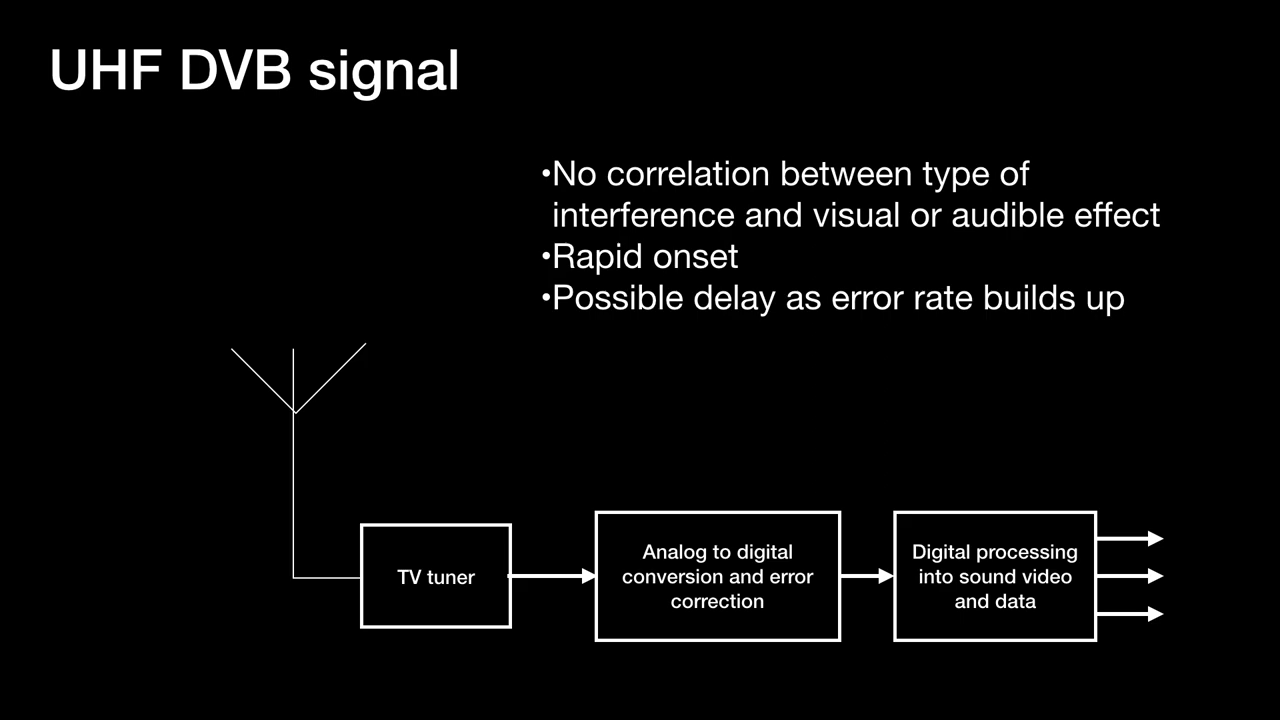 UHF DVB signal
•No correlation between type of
interference and visual or audible effect
•Rapid onset
•Possible delay as error rate builds up
TV tuner
Analog to digital
conversion and error
correction
Digital processing
into sound video
and data